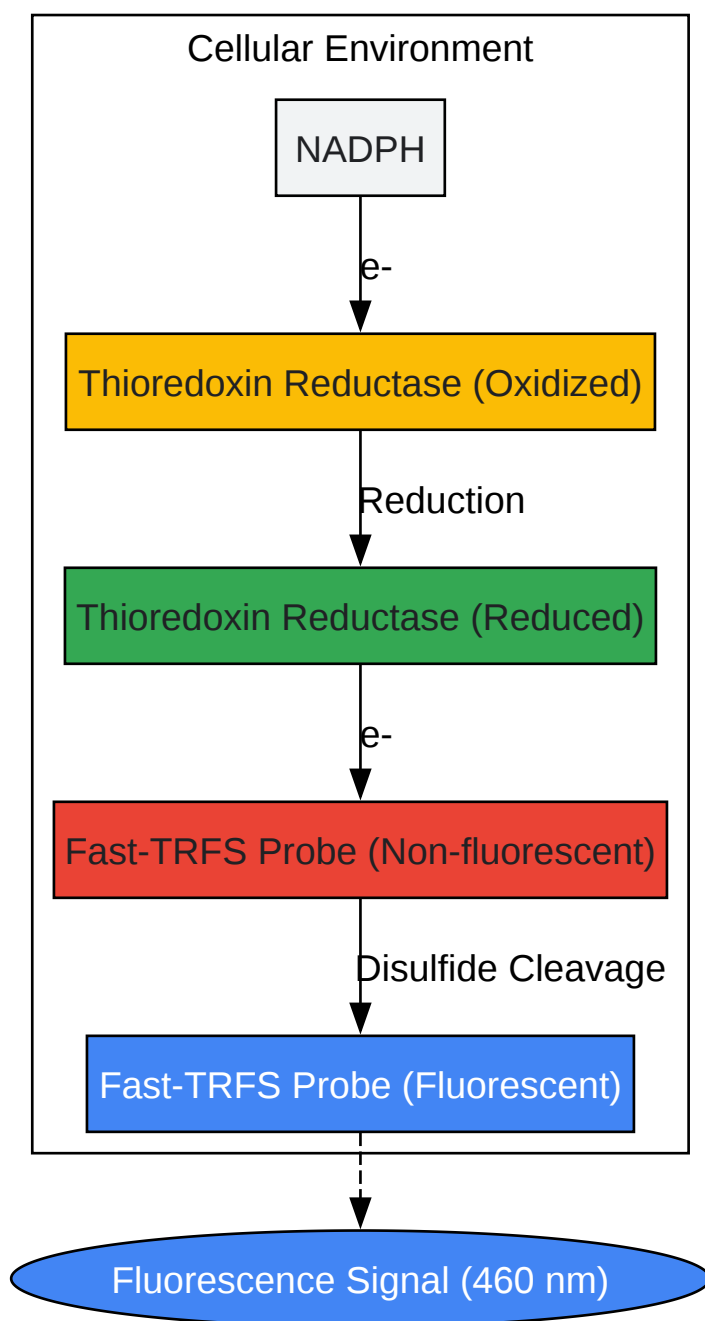 Cellular Environment
NADPH
e-
Thioredoxin Reductase (Oxidized)
Reduction
Thioredoxin Reductase (Reduced)
e-
Fast-TRFS Probe (Non-fluorescent)
Disulfide Cleavage
Fast-TRFS Probe (Fluorescent)
Fluorescence Signal (460 nm)